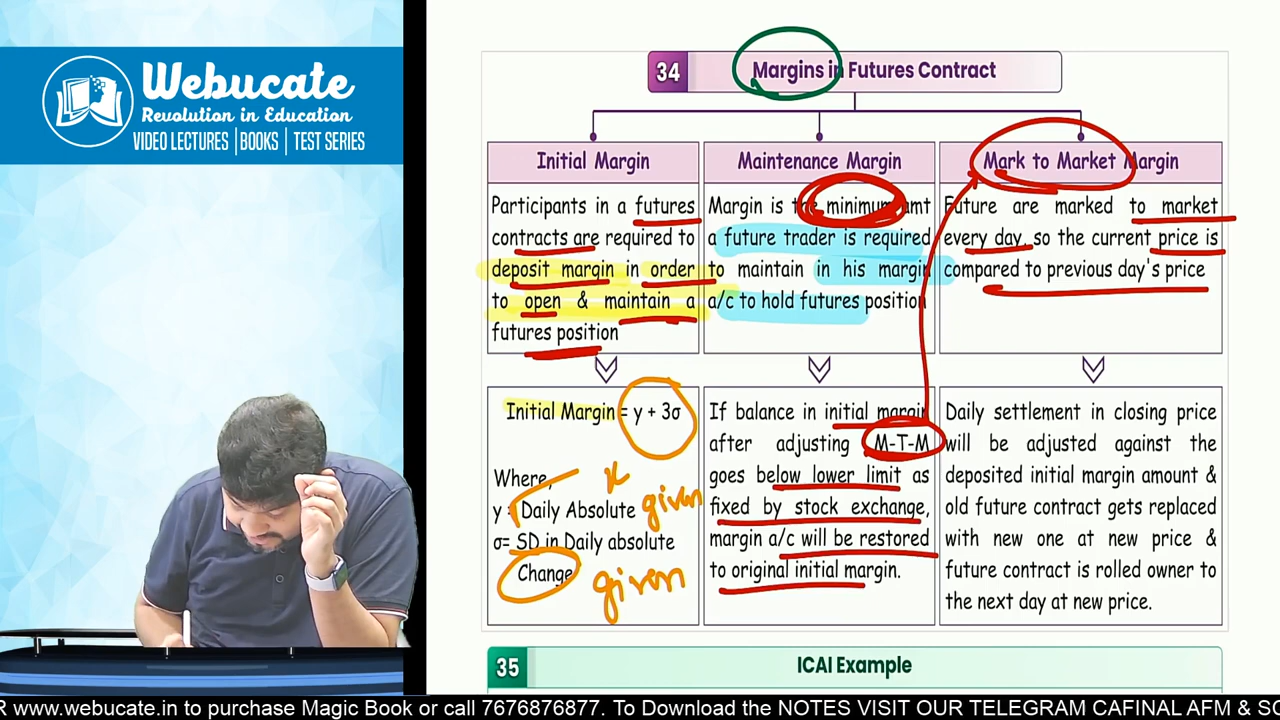 Webucate
Revolution in Education
VIDEO LECTURES | BOOKS | TEST SERIES
34
Margins in Futures Contract
Initial Margin
Participants in a futures
contracts are required to
deposit margin in order to
to open & maintain a
futures position
Initial Margin = y + 3σ
Where,
x
y = Daily Absolute
given
σ= SD in Daily absolute
Change
given
Maintenance Margin
Margin is the minimum amt
a future trader is required
to maintain in his margin
a/c to hold futures position
If balance in initial margin
after adjusting M-T-M
goes below lower limit as
fixed by stock exchange,
margin a/c will be restored
to original initial margin.
Mark to Market Margin
Future are marked to market
every day, so the current price is
compared to previous day's price
Daily settlement in closing price
will be adjusted against the
deposited initial margin amount &
old future contract gets replaced
with new one at new price &
future contract is rolled owner to
the next day at new price.
35
ICAI Example
R www.webucate.in to purchase Magic Book or call 7676876877. To Download the NOTES VISIT OUR TELEGRAM CAFINAL AFM & SC